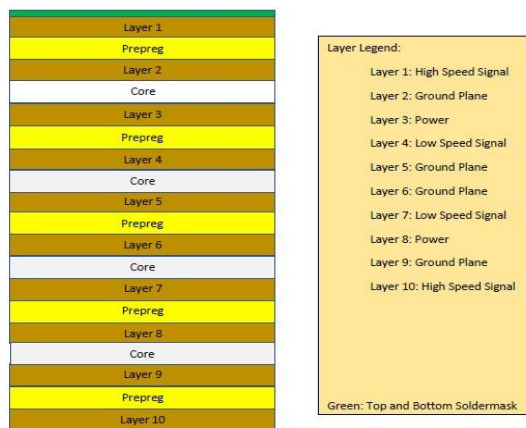 Layer 1
Prepreg
Layer 2
Core
Layer 3
Prepreg
Layer 4
Core
Layer 5
Prepreg
Layer 6
Core
Layer 7
Prepreg
Layer 8
Core
Layer 9
Prepreg
Layer 10
Layer Legend:
Layer 1: High Speed Signal
Layer 2: Ground Plane
Layer 3: Power
Layer 4: Low Speed Signal
Layer 5: Ground Plane
Layer 6: Ground Plane
Layer 7: Low Speed Signal
Layer 8: Power
Layer 9: Ground Plane
Layer 10: High Speed Signal
Green: Top and Bottom Soldermask